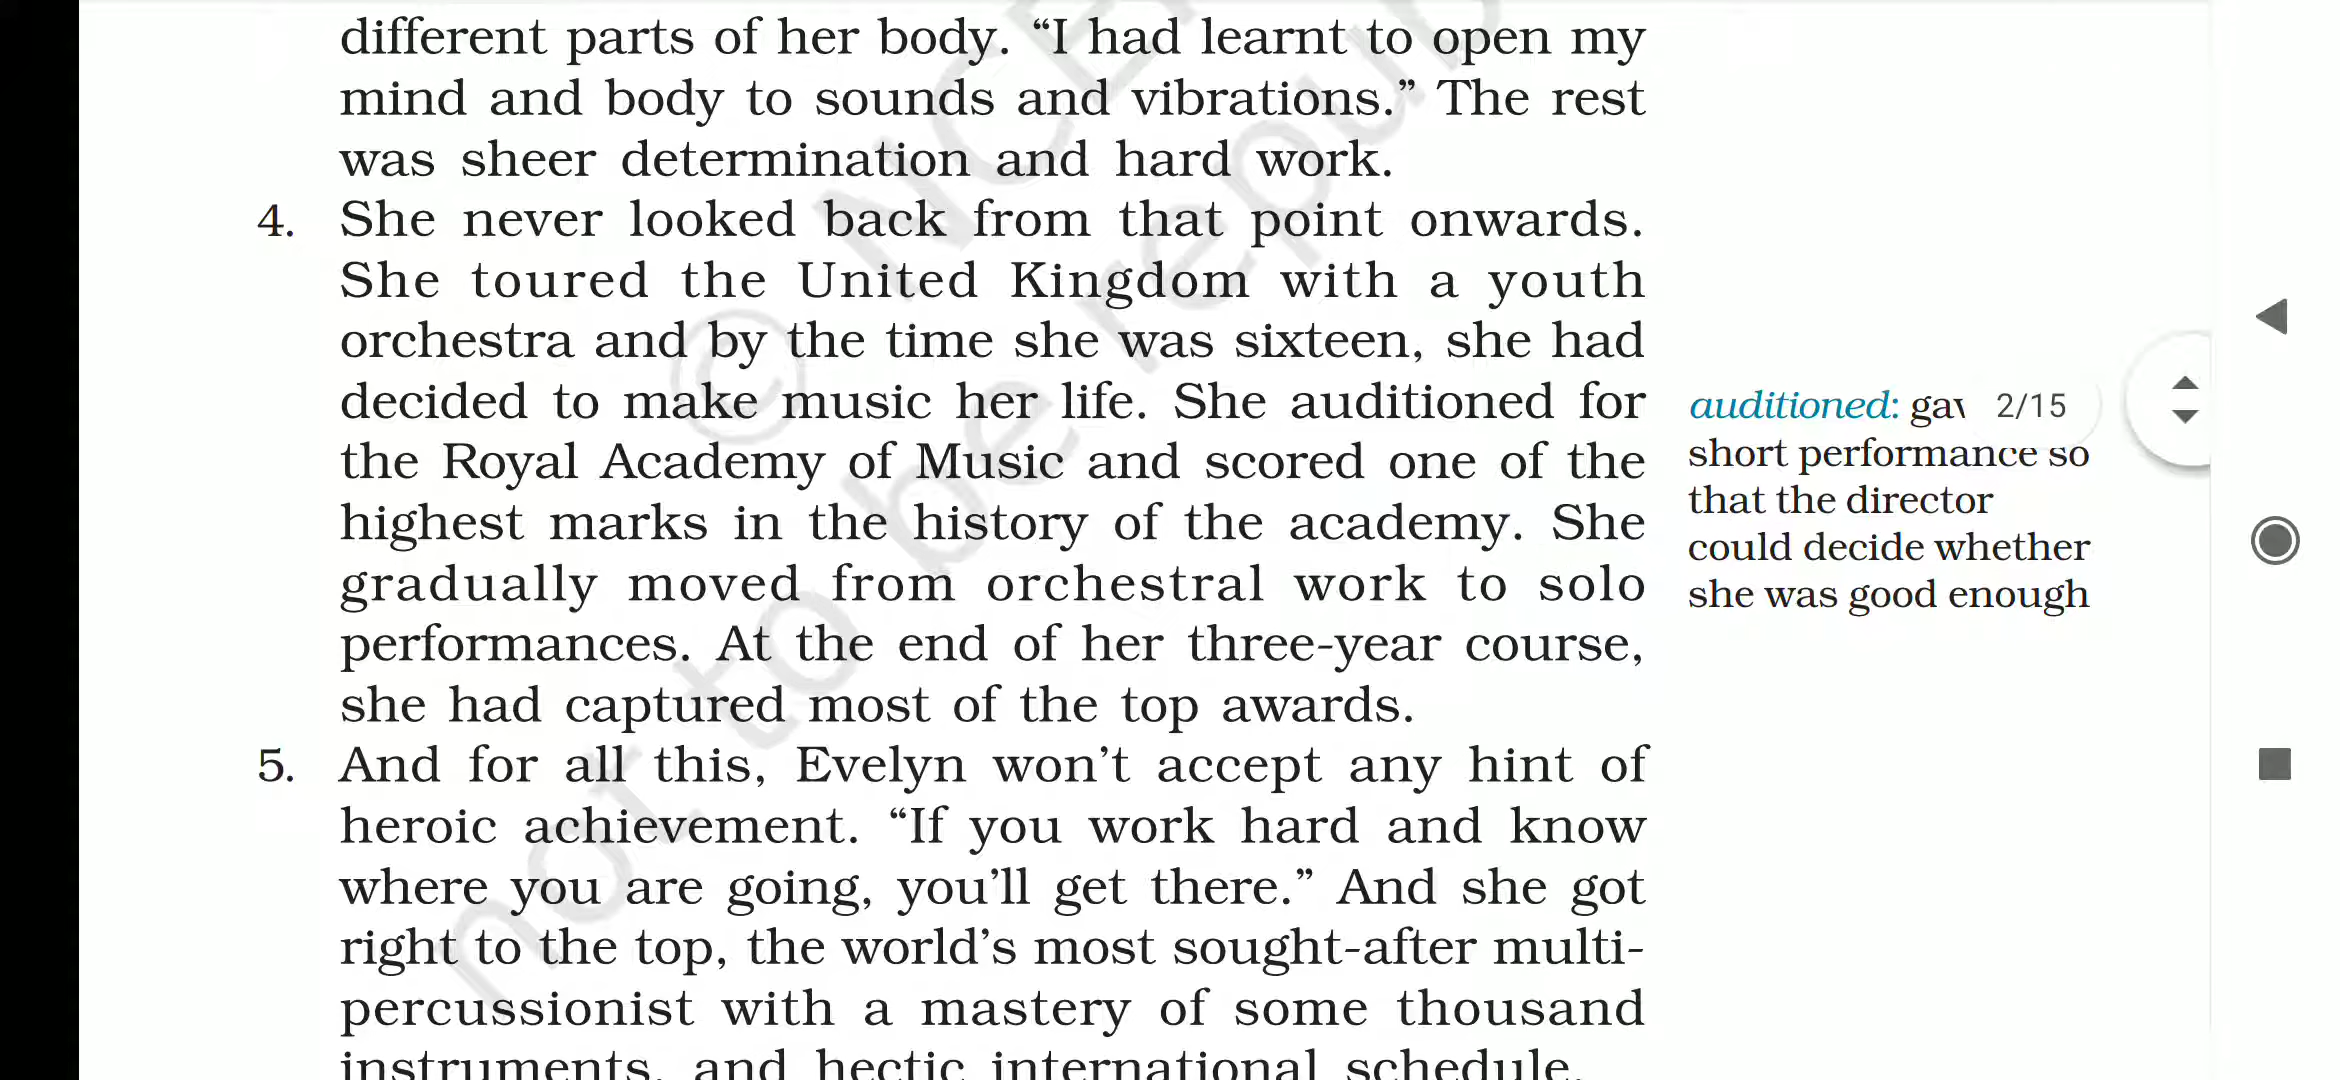 different parts of her body. “I had learnt to open my
mind and body to sounds and vibrations.” The rest
was sheer determination and hard work.
4. She never looked back from that point onwards.
She toured the United Kingdom with a youth
orchestra and by the time she was sixteen, she had
decided to make music her life. She auditioned for
the Royal Academy of Music and scored one of the
highest marks in the history of the academy. She
gradually moved from orchestral work to solo
performances. At the end of her three-year course,
she had captured most of the top awards.
5. And for all this, Evelyn won’t accept any hint of
heroic achievement. “If you work hard and know
where you are going, you’ll get there.” And she got
right to the top, the world’s most sought-after multi-
percussionist with a mastery of some thousand
instruments, and hectic international schedule.
auditioned:
2/15
short performance so
that the director
could decide whether
she was good enough
©
not to be